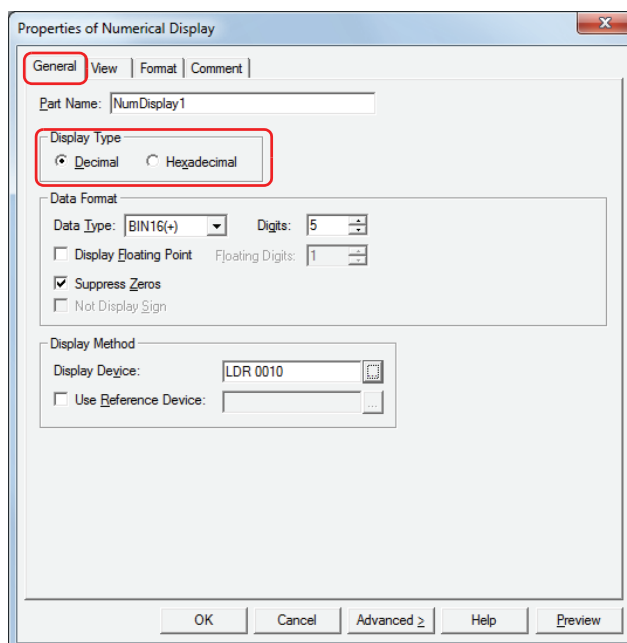 Properties of Numerical Display
General View Format Comment
Part Name: NumDisplay1
Display Type
Decimal Hexadecimal
Data Format
Data Type: BIN16(+) Digits: 5
Display Floating Point Floating Digits: 1
Suppress Zeros
Not Display Sign
Display Method
Display Device: LDR 0010
Use Reference Device: ...
OK Cancel Advanced > Help Preview